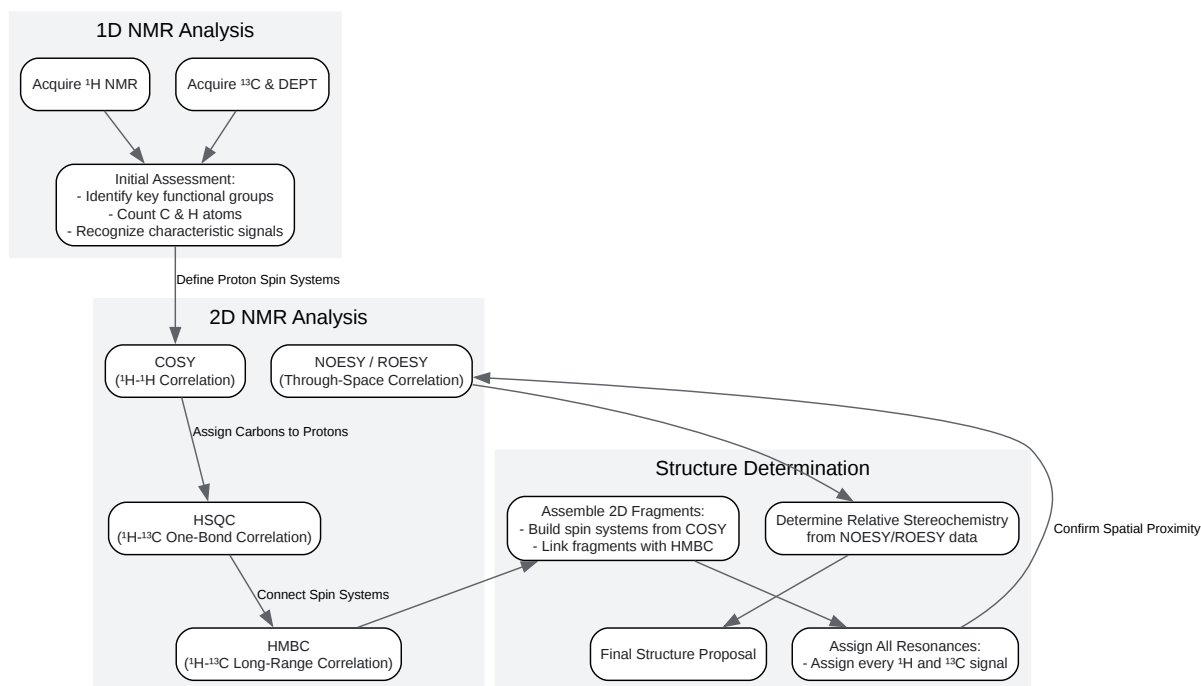 1D NMR Analysis
Acquire ¹H NMR
Acquire ¹³C & DEPT
Initial Assessment:
- Identify key functional groups
- Count C & H atoms
- Recognize characteristic signals
Define Proton Spin Systems
2D NMR Analysis
COSY
(¹H-¹H Correlation)
NOESY / ROESY
(Through-Space Correlation)
Assign Carbons to Protons
HSQC
(¹H-¹³C One-Bond Correlation)
Connect Spin Systems
HMBC
(¹H-¹³C Long-Range Correlation)
Structure Determination
Assemble 2D Fragments:
- Build spin systems from COSY
- Link fragments with HMBC
Determine Relative Stereochemistry
from NOESY/ROESY data
Confirm Spatial Proximity
Final Structure Proposal
Assign All Resonances:
- Assign every ¹H and ¹³C signal